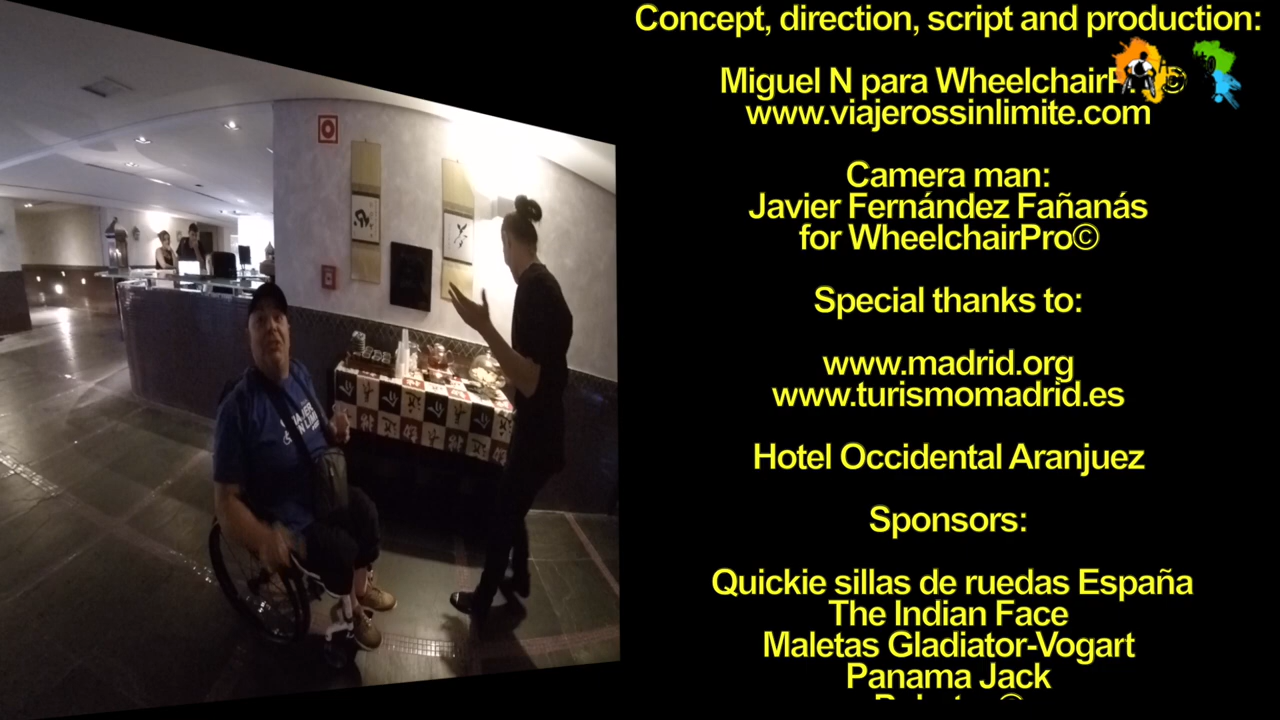 Concept, direction, script and production:
Miguel N para WheelchairPro©
www.viajerossinlimite.com
Camera man:
Javier Fernández Fañanás
for WheelchairPro©
Special thanks to:
www.madrid.org
www.turismomadrid.es
Hotel Occidental Aranjuez
Sponsors:
Quickie sillas de ruedas España
The Indian Face
Maletas Gladiator-Vogart
Panama Jack